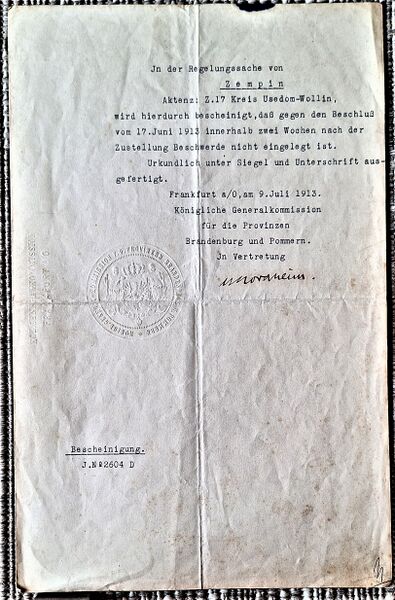 Jn der Regelungssache von
Zempin
Aktenz: Z.17 Kreis Usedom-Wollin,
wird hierdurch bescheinigt,daß gegen den Beschluß
vom 17.Juni 1913 innerhalb zwei Wochen nach der
Zustellung Beschwerde nicht eingelegt ist.
Urkundlich unter Siegel und Unterschrift aus-
gefertigt.
Frankfurt a/O,am 9.Juli 1913.
Königliche Generalkommission
für die Provinzen
Brandenburg und Pommern.
Jn Vertretung
Bescheinigung.
J.No2604 D